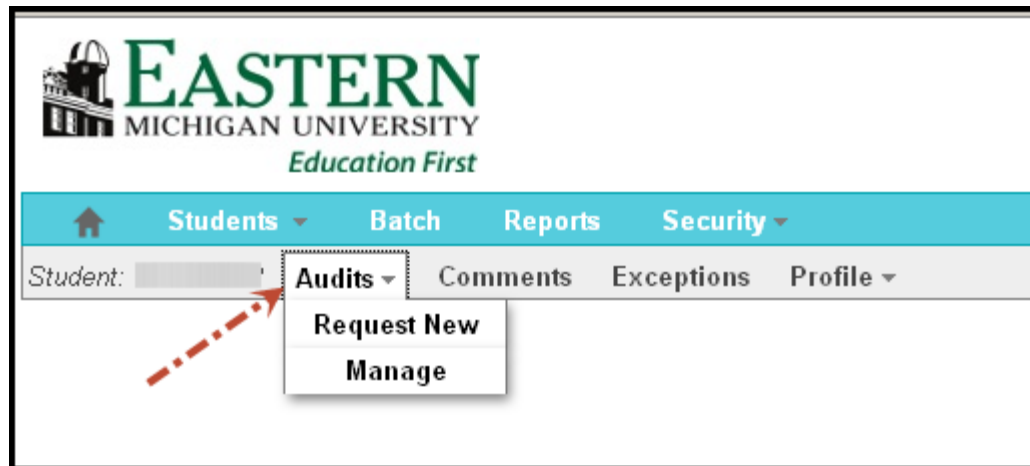 EASTERN
MICHIGAN UNIVERSITY
Education First
Students Batch Reports Security
Student: Audits Comments Exceptions Profile
Request New
Manage